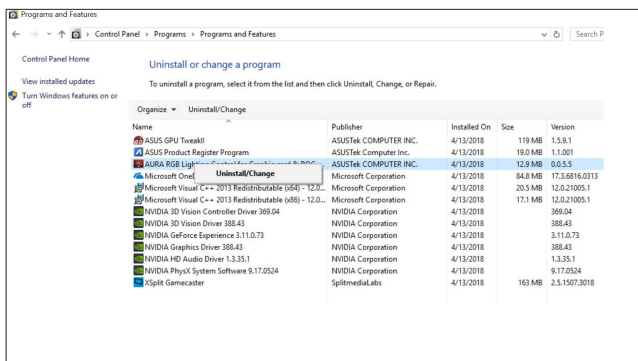 Programs and Features
Control Panel › Programs › Programs and Features
Search P
Control Panel Home
View installed updates
Turn Windows features on or
off
Uninstall or change a program
To uninstall a program, select it from the list and then click Uninstall, Change, or Repair.
Organize Uninstall/Change
Name Publisher Installed On Size Version
ASUS GPU TweakII ASUSTek COMPUTER INC. 4/13/2018 119 MB 1.5.9.1
ASUS Product Register Program ASUSTek Computer Inc. 4/13/2018 19.0 MB 1.1.001
AURA RGB Lighting Control for Graphic card & ROG ... ASUSTek COMPUTER INC. 4/13/2018 12.9 MB 0.0.5.5
Microsoft OneD Microsoft Corporation 4/13/2018 84.8 MB 17.3.6816.0313
Uninstall/Change
Microsoft Visual C++ 2013 Redistributable (x64) - 12.0... Microsoft Corporation 4/13/2018 20.5 MB 12.0.21005.1
Microsoft Visual C++ 2013 Redistributable (x86) - 12.0... Microsoft Corporation 4/13/2018 17.1 MB 12.0.21005.1
NVIDIA 3D Vision Controller Driver 369.04 NVIDIA Corporation 4/13/2018 369.04
NVIDIA 3D Vision Driver 388.43 NVIDIA Corporation 4/13/2018 388.43
NVIDIA GeForce Experience 3.11.0.73 NVIDIA Corporation 4/13/2018 3.11.0.73
NVIDIA Graphics Driver 388.43 NVIDIA Corporation 4/13/2018 388.43
NVIDIA HD Audio Driver 1.3.35.1 NVIDIA Corporation 4/13/2018 1.3.35.1
NVIDIA PhysX System Software 9.17.0524 NVIDIA Corporation 4/13/2018 9.17.0524
XSplit Gamecaster SplitmediaLabs 4/13/2018 163 MB 2.5.1507.3018